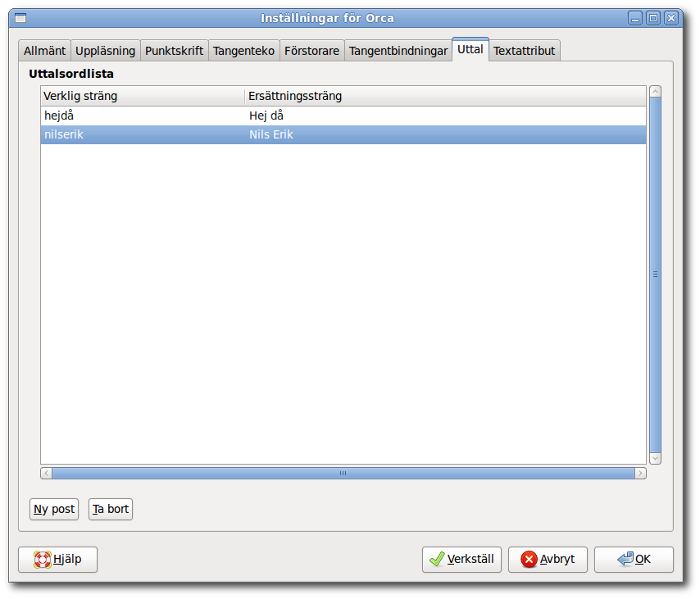 Inställningar för Orca
Allmänt Uppläsning Punktskrift Tangenteko Förstorare Tangentbindningar Uttal Textattribut
Uttalsordlista
Verklig sträng Ersättningssträng
hejdå Hej då
nilserik Nils Erik
Ny post Ta bort
Hjälp Verkställ Avbryt OK